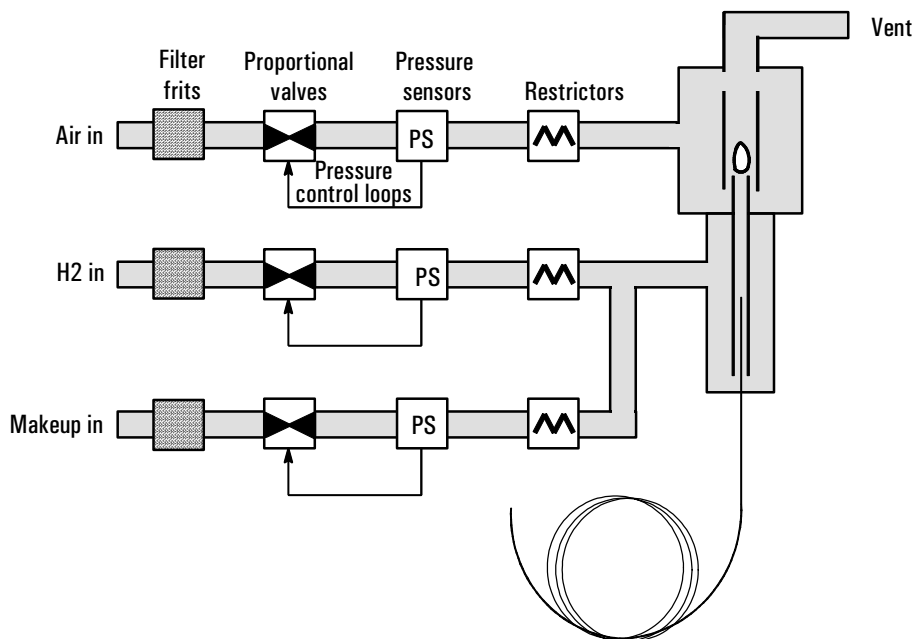 Vent
Filter
frits
Proportional
valves
Pressure
sensors
Restrictors
Air in
PS
Pressure
control loops
H2 in
PS
Makeup in
PS